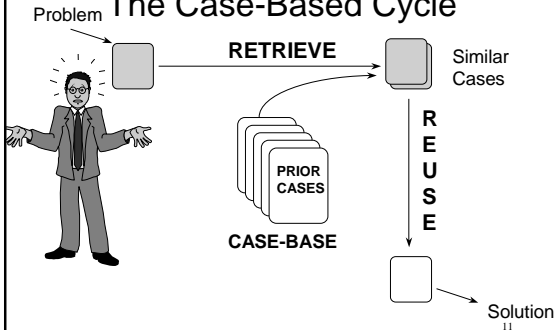 The Case-Based Cycle
Problem
RETRIEVE
Similar
Cases
PRIOR
CASES
CASE-BASE
R
E
U
S
E
Solution
11